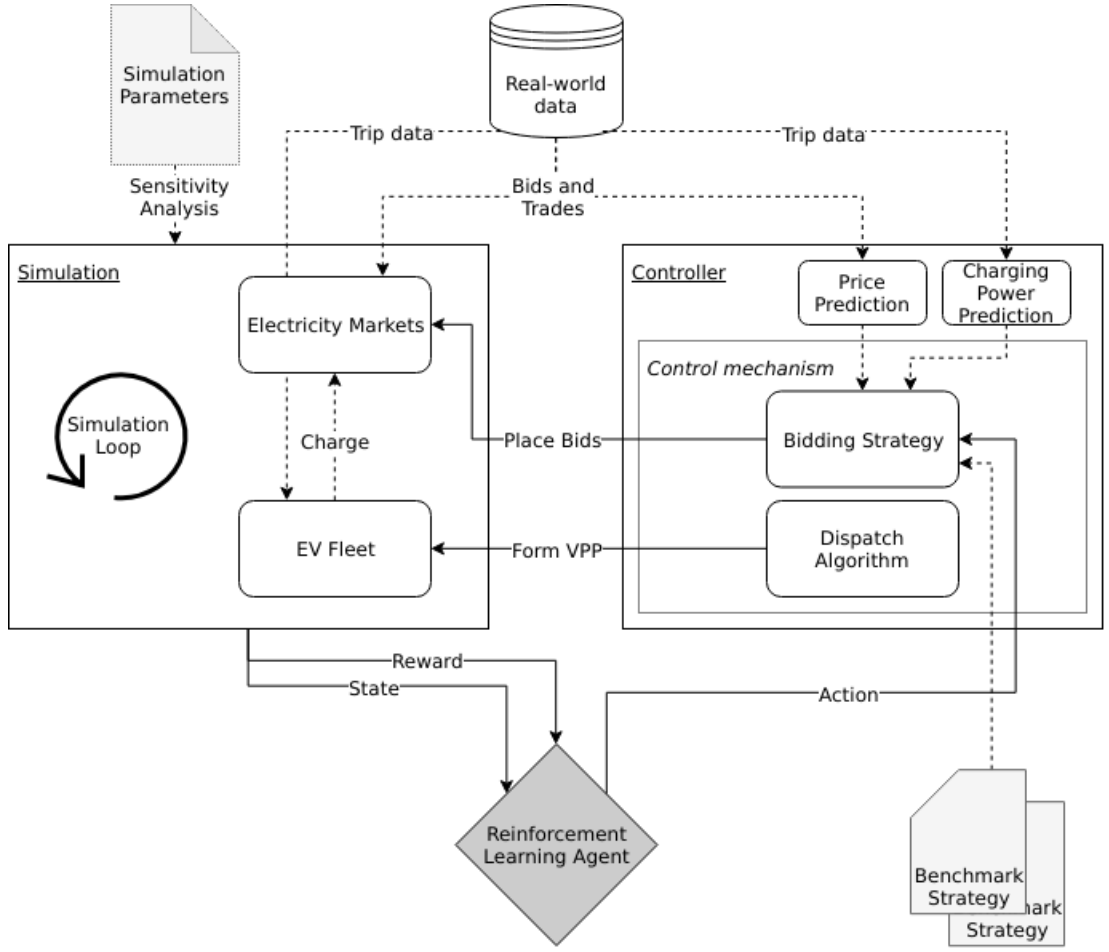 Simulation
Parameters
Real-world
data
Trip data
Trip data
Sensitivity
Analysis
Bids and
Trades
Simulation
Controller
Price
Prediction
Charging
Power
Prediction
Electricity Markets
Control mechanism
Simulation
Loop
Charge
Place Bids
Bidding Strategy
EV Fleet
Form VPP
Dispatch
Algorithm
Reward
State
Action
Reinforcement
Learning Agent
Benchmark
Strategy
mark
Strategy